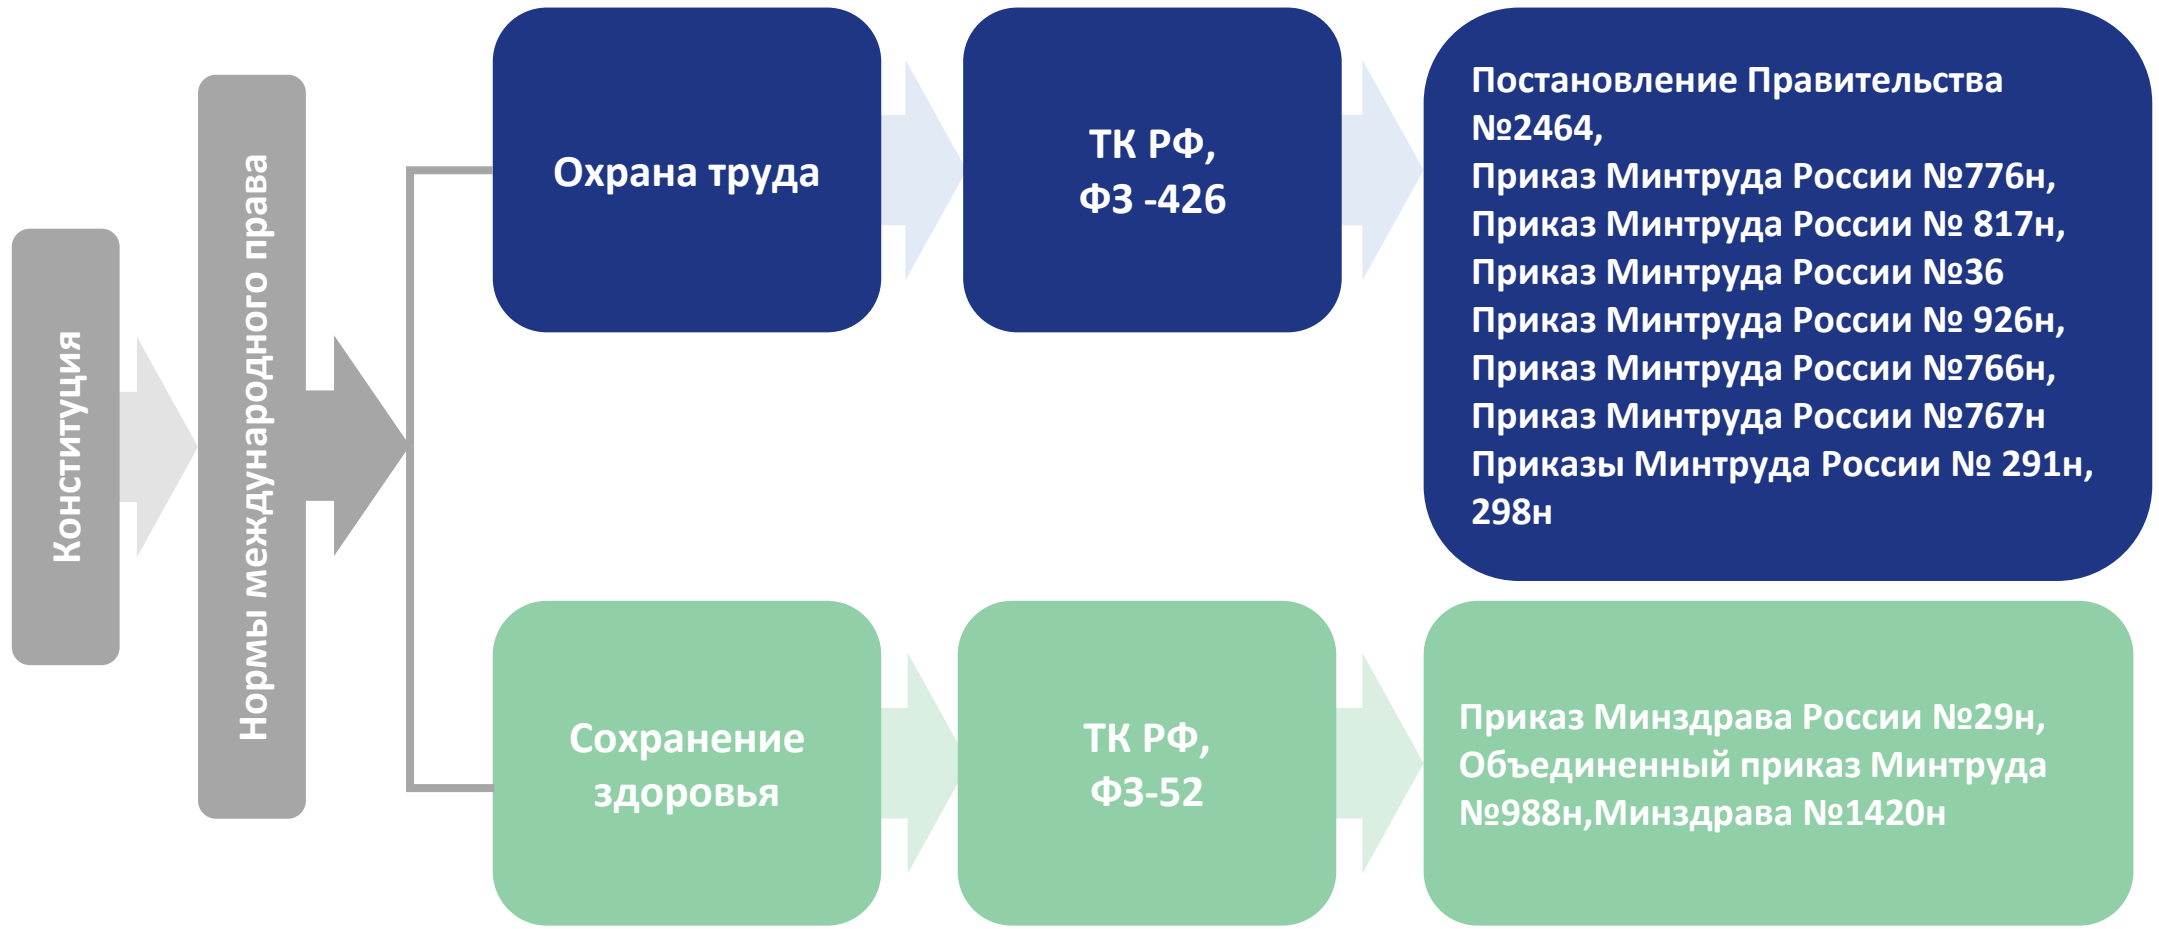 Конституция
Нормы международного права
Охрана труда
ТК РФ,
ФЗ -426
Постановление Правительства
№2464,
Приказ Минтруда России №776н,
Приказ Минтруда России № 817н,
Приказ Минтруда России №36
Приказ Минтруда России № 926н,
Приказ Минтруда России №766н,
Приказ Минтруда России №767н
Приказы Минтруда России № 291н,
298н
Сохранение
здоровья
ТК РФ,
ФЗ-52
Приказ Минздрава России №29н,
Объединенный приказ Минтруда
№988н,Минздрава №1420н